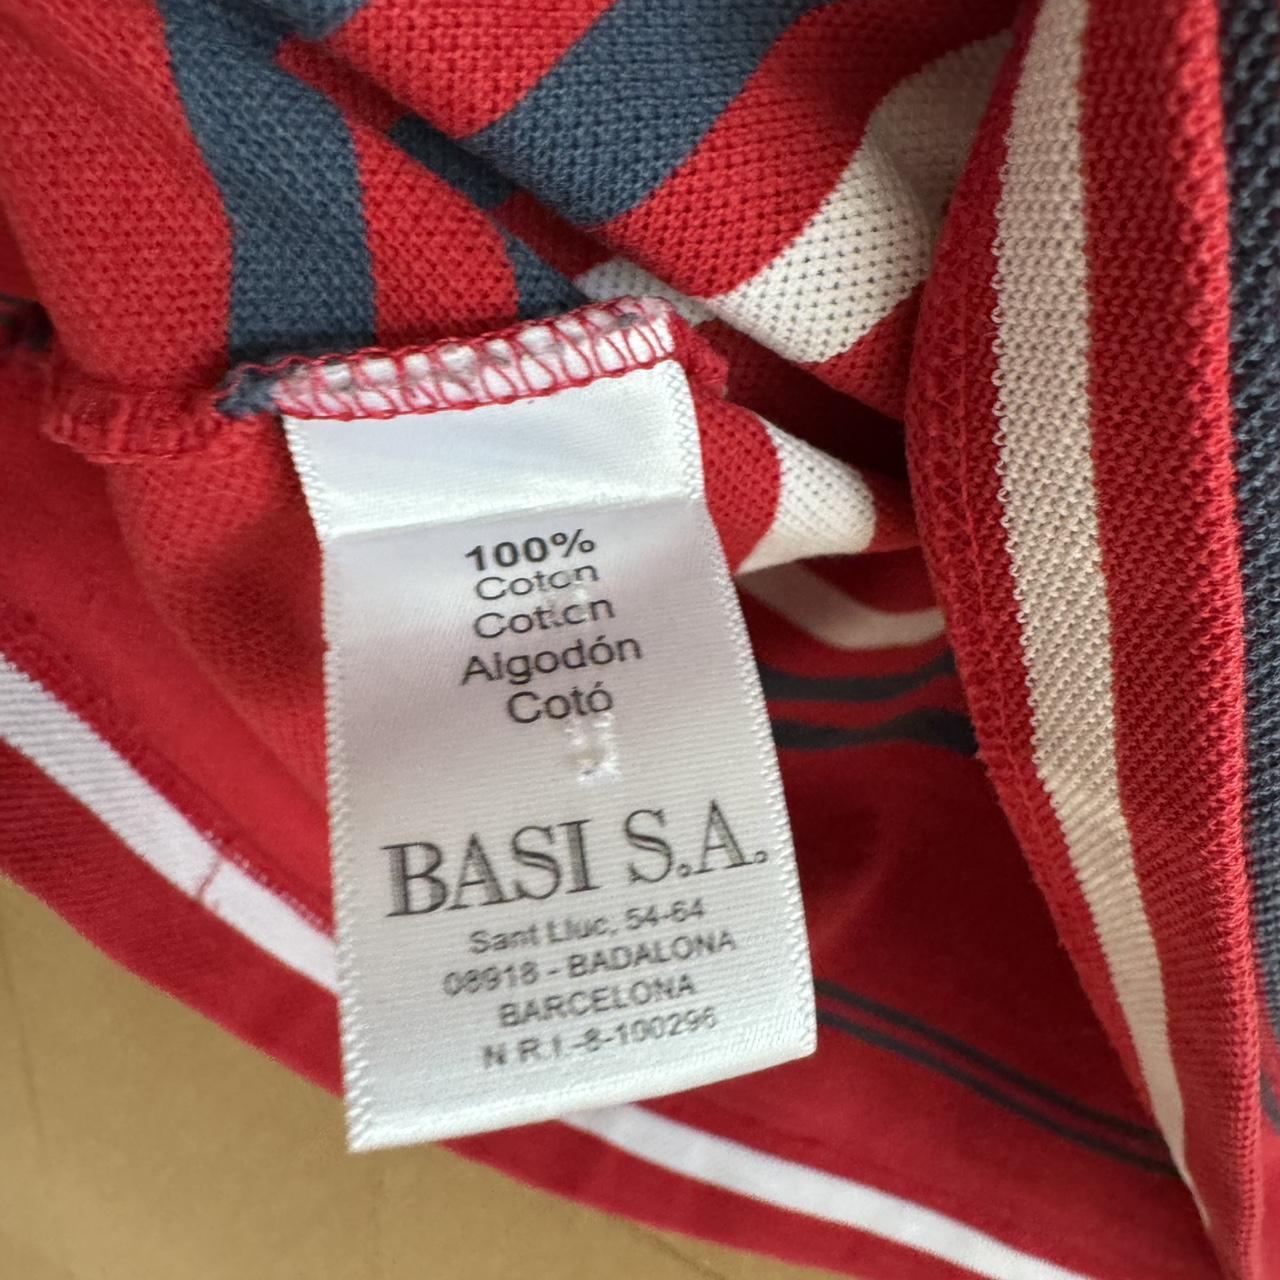 100%
Coton
Cotton
Algodón
Cotó
BASI S.A.
Sant Lluc, 54-64
08918 - BADALONA
BARCELONA
N R.I.-8-100296